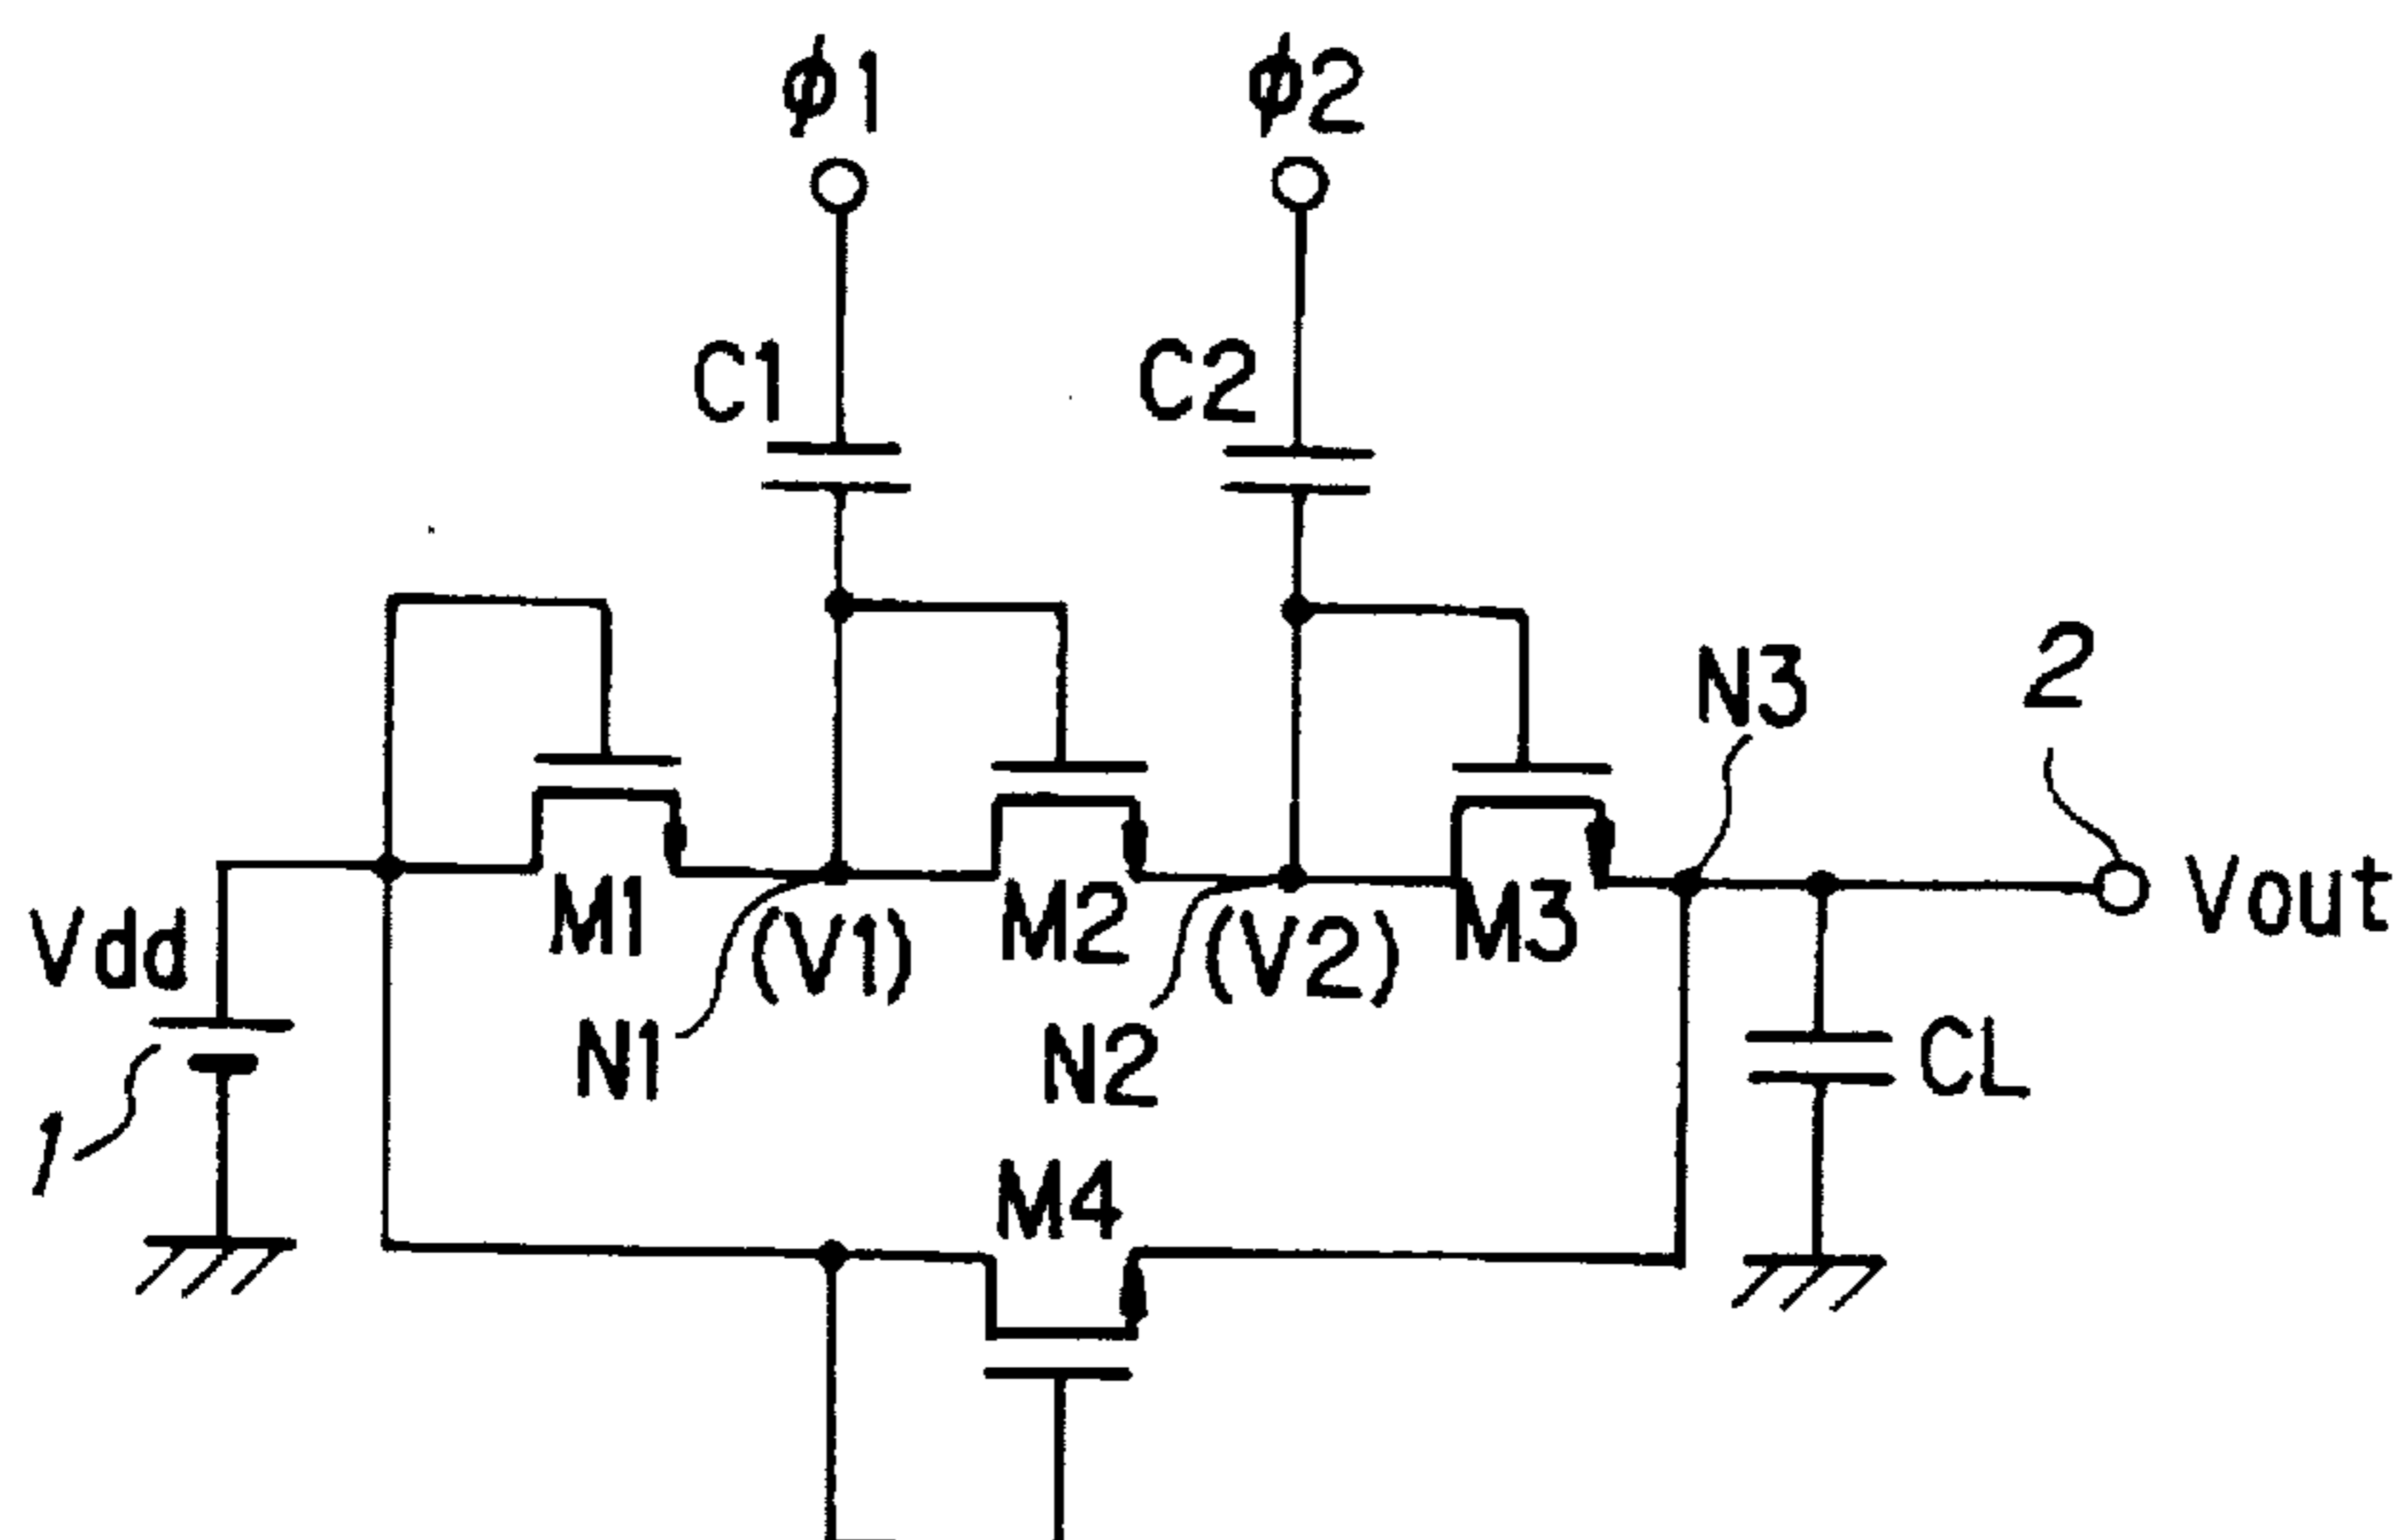 ϕ1
ϕ2
C1
C2
N3
2
M1
(V1)
M2
(V2)
M3
Vout
Vdd
N1
N2
CL
1
M4